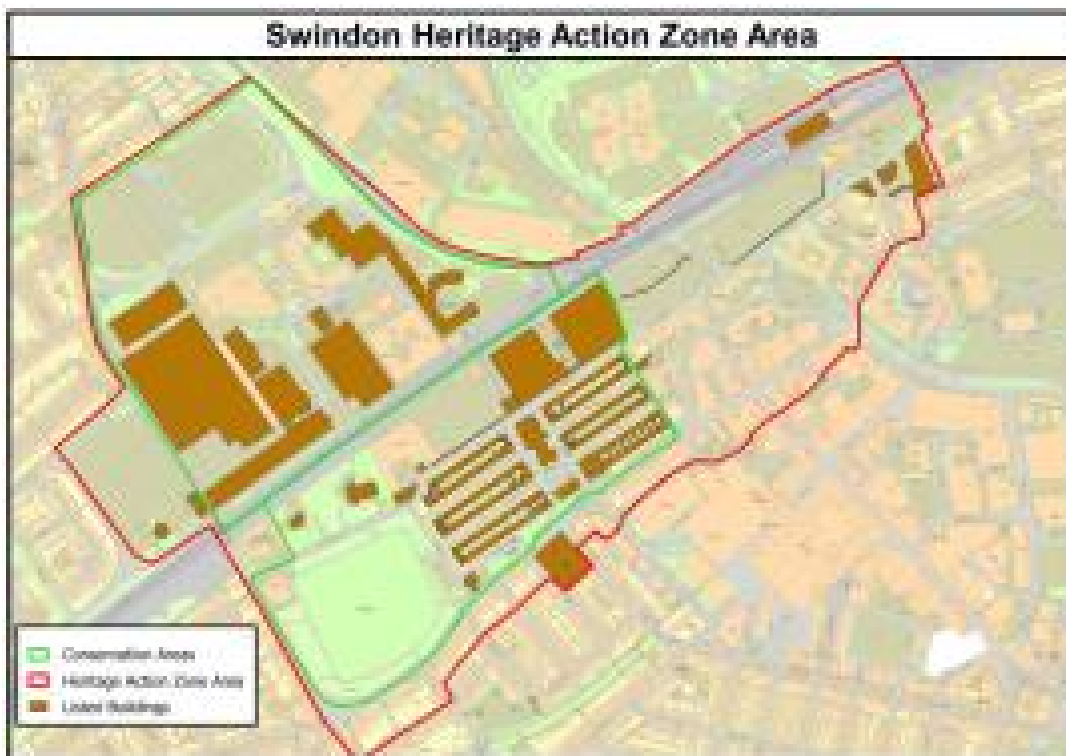 Swindon Heritage Action Zone Area
Conservation Areas
Heritage Action Zone Area
Listed Buildings